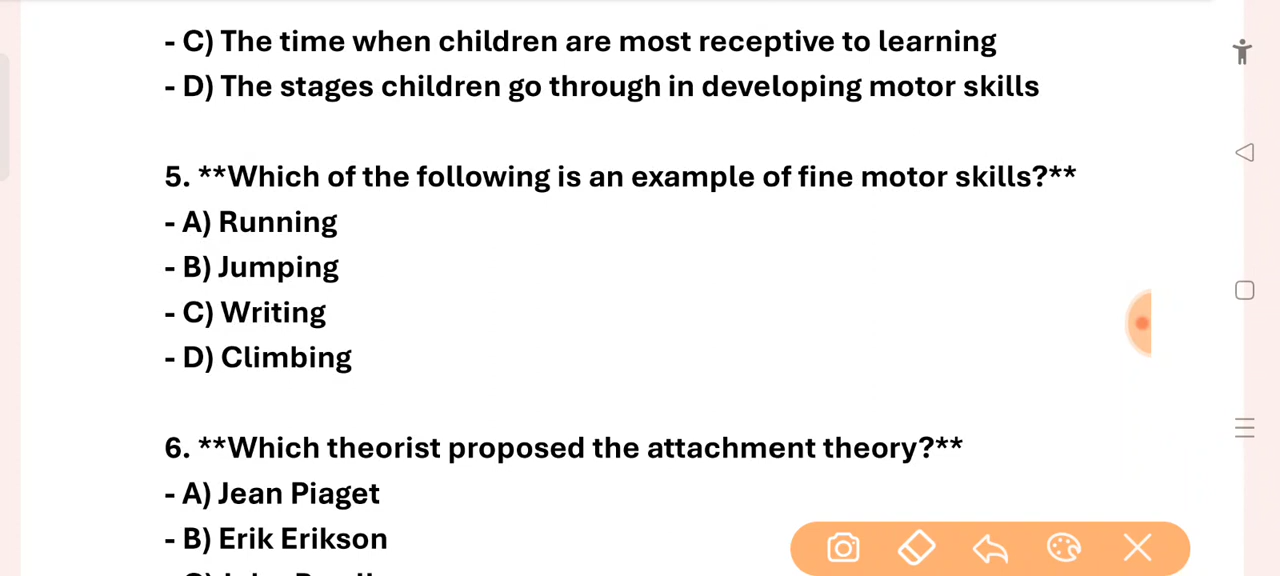 - C) The time when children are most receptive to learning
- D) The stages children go through in developing motor skills
5. **Which of the following is an example of fine motor skills?**
- A) Running
- B) Jumping
- C) Writing
- D) Climbing
6. **Which theorist proposed the attachment theory?**
- A) Jean Piaget
- B) Erik Erikson